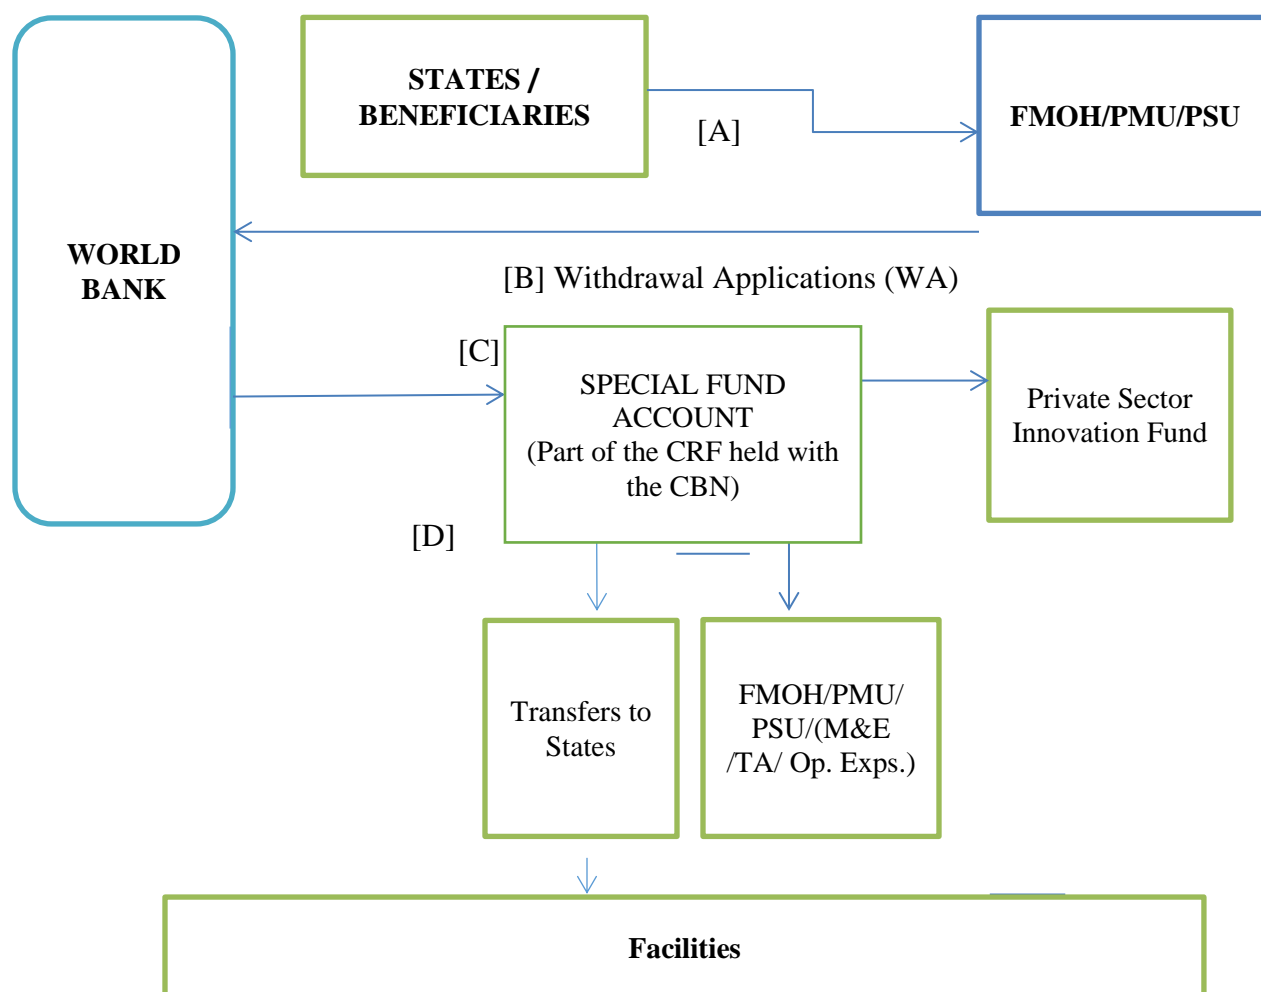 STATES /
BENEFICIARIES
FMOH/PMU/PSU
[A]
WORLD
BANK
[B] Withdrawal Applications (WA)
[C]
SPECIAL FUND
ACCOUNT
(Part of the CRF held with
the CBN)
Private Sector
Innovation Fund
[D]
Transfers to
States
FMOH/PMU/
PSU/(M&E
/TA/ Op. Exps.)
Facilities